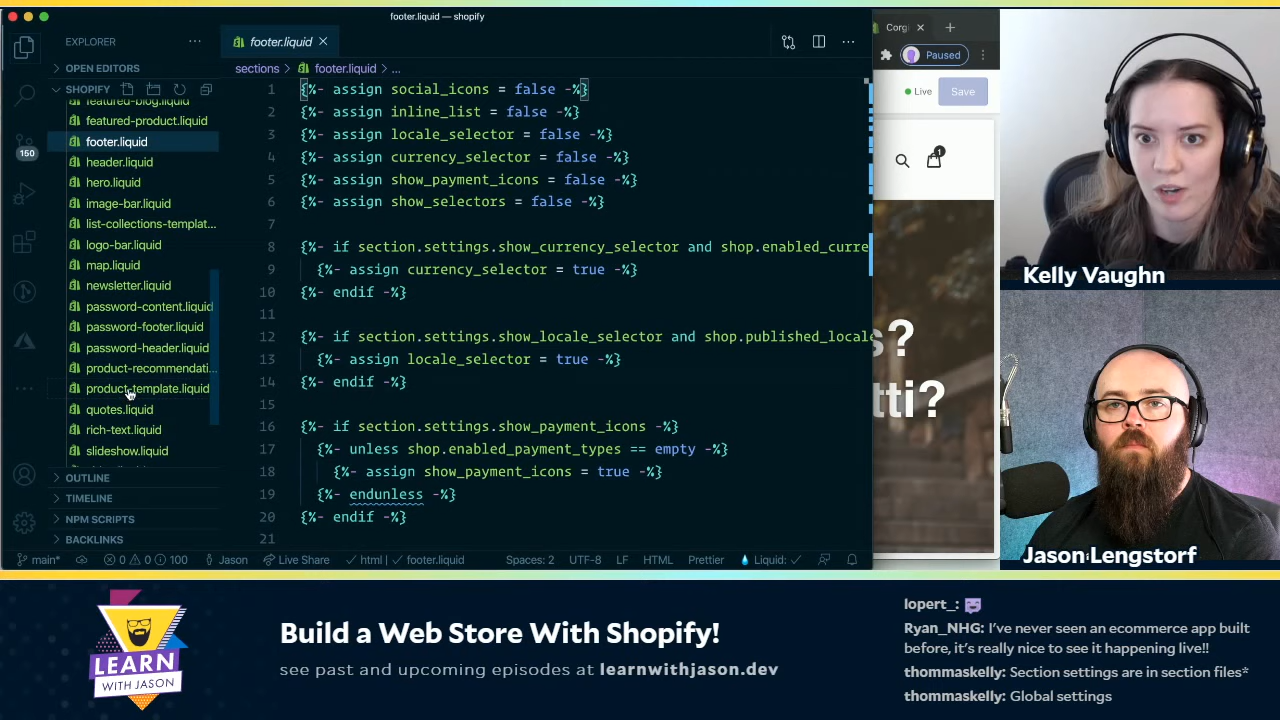 footer.liquid — shopify
EXPLORER
footer.liquid
Corgi
Paused
OPEN EDITORS
sections > footer.liquid > ...
SHOPIFY
Live
Save
featured-blog.liquid
featured-product.liquid
footer.liquid
header.liquid
hero.liquid
image-bar.liquid
list-collections-templat...
logo-bar.liquid
map.liquid
newsletter.liquid
password-content.liquid
password-footer.liquid
password-header.liquid
product-recommendati...
product-template.liquid
quotes.liquid
rich-text.liquid
slideshow.liquid
OUTLINE
TIMELINE
NPM SCRIPTS
BACKLINKS
150
1 {%- assign social_icons = false -%}
2 {%- assign inline_list = false -%}
3 {%- assign locale_selector = false -%}
4 {%- assign currency_selector = false -%}
5 {%- assign show_payment_icons = false -%}
6 {%- assign show_selectors = false -%}
7
8 {%- if section.settings.show_currency_selector and shop.enabled_curre
9 {%- assign currency_selector = true -%}
10 {%- endif -%}
11
12 {%- if section.settings.show_locale_selector and shop.published_locale
13 {%- assign locale_selector = true -%}
14 {%- endif -%}
15
16 {%- if section.settings.show_payment_icons -%}
17 {%- unless shop.enabled_payment_types == empty -%}
18 {%- assign show_payment_icons = true -%}
19 {%- endunless -%}
20 {%- endif -%}
21
main* 0 0 100 Jason Live Share html | footer.liquid Spaces: 2 UTF-8 LF HTML Prettier Liquid:
1
s?
tti?
Kelly Vaughn
Jason Lengstorf
LEARN
WITH JASON
Build a Web Store With Shopify!
see past and upcoming episodes at learnwithjason.dev
lopert_:
Ryan_NHG: I've never seen an ecommerce app built
before, it's really nice to see it happening live!!
thommaskelly: Section settings are in section files*
thommaskelly: Global settings